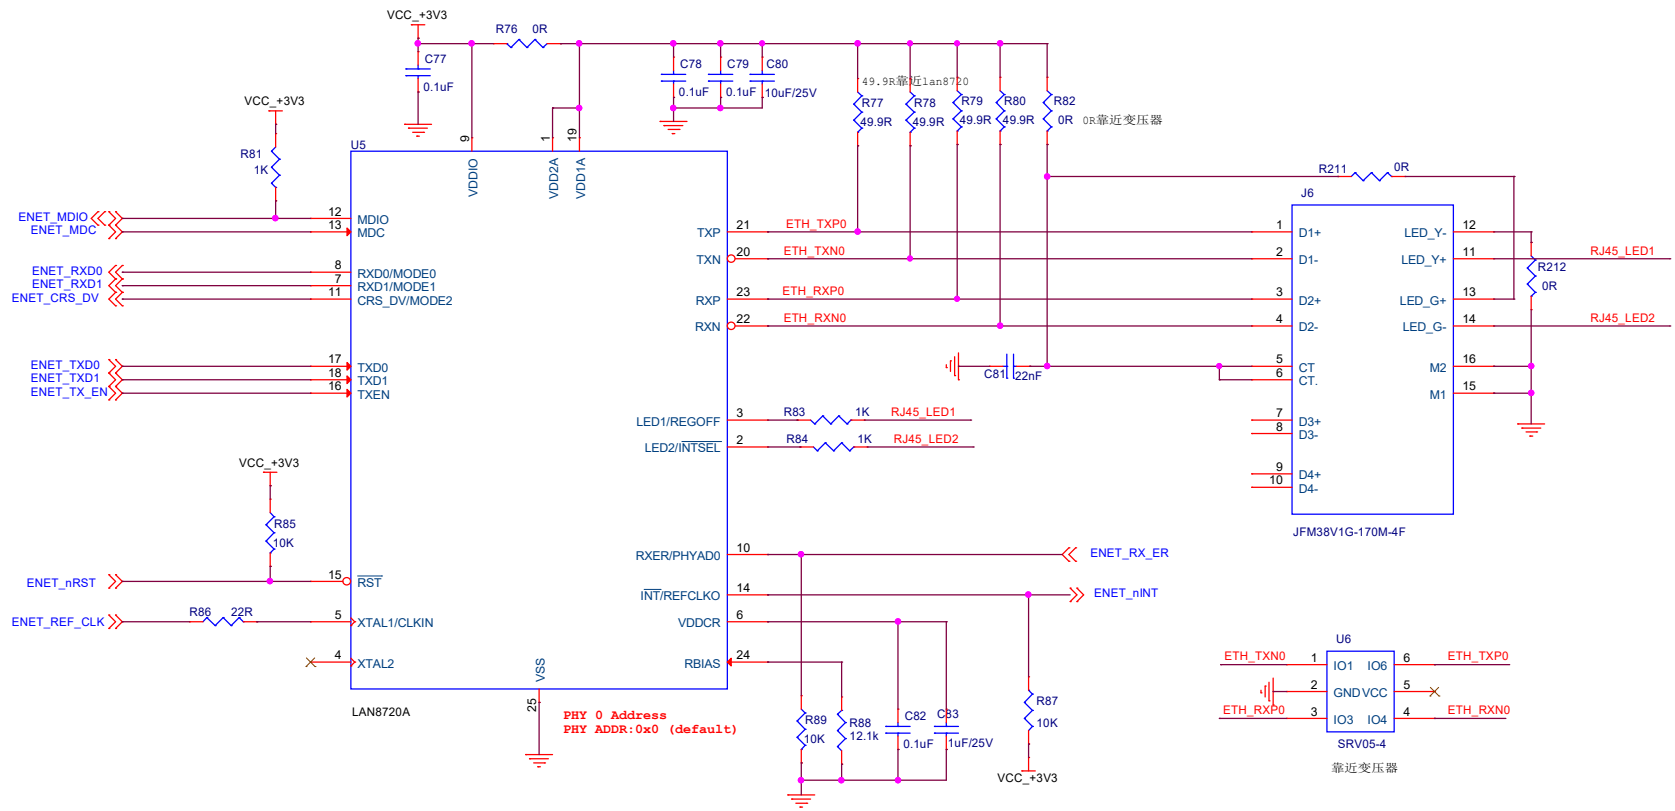 VCC_+3V3
R76 0R
C77
0.1uF
C78
0.1uF
C79
0.1uF
C80
10uF/25V
49.9R靠近lan8720
R77
49.9R
R78
49.9R
R79
49.9R
R80
49.9R
R82
0R
0R靠近变压器
VCC_+3V3
R81
1K
U5
9
VDDIO
1
VDD2A
19
VDD1A
ENET_MDIO
12
MDIO
ENET_MDC
13
MDC
ENET_RXD0
8
RXD0/MODE0
ENET_RXD1
7
RXD1/MODE1
ENET_CRS_DV
11
CRS_DV/MODE2
ENET_TXD0
17
TXD0
ENET_TXD1
18
TXD1
ENET_TX_EN
16
TXEN
VCC_+3V3
R85
10K
ENET_nRST
15
RST
ENET_REF_CLK
R86 22R
5
XTAL1/CLKIN
4
XTAL2
VSS
25
LAN8720A
PHY 0 Address
PHY ADDR:0x0 (default)
TXP
21
ETH_TXP0
TXN
20
ETH_TXN0
RXP
23
ETH_RXP0
RXN
22
ETH_RXN0
LED1/REGOFF
3
R83 1K
RJ45_LED1
LED2/INTSEL
2
R84 1K
RJ45_LED2
RXER/PHYAD0
10
ENET_RX_ER
INT/REFCLKO
14
ENET_nINT
VDDCR
6
RBIAS
24
R89
10K
R88
12.1k
C82
0.1uF
C83
1uF/25V
R87
10K
VCC_+3V3
C81 22nF
R211 0R
J6
1
D1+
2
D1-
3
D2+
4
D2-
5
CT
6
CT.
7
D3+
8
D3-
9
D4+
10
D4-
LED_Y-
12
LED_Y+
11
RJ45_LED1
R212
0R
LED_G+
13
LED_G-
14
RJ45_LED2
M2
16
M1
15
JFM38V1G-170M-4F
U6
ETH_TXN0
1
IO1
IO6
6
ETH_TXP0
2
GND
VCC
5
ETH_RXP0
3
IO3
IO4
4
ETH_RXN0
SRV05-4
靠近变压器